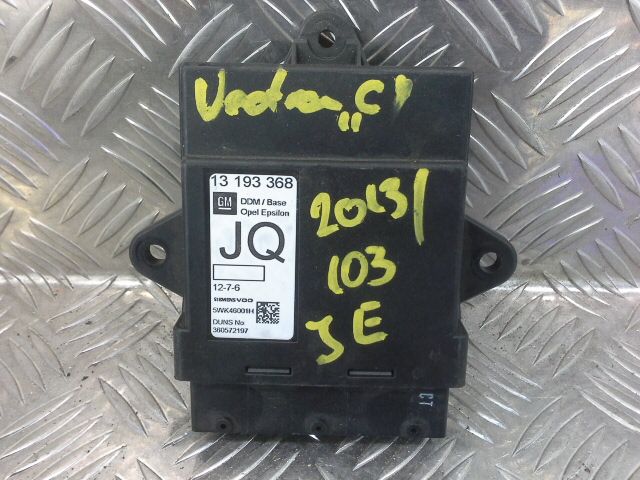 Vectra „C"
13 193 368
GM
DDM / Base
Opel Epsilon
JQ
12-7-6
SIEMENS VDO
5WK46001H
DUNS No.
360572197
2013/
103
JE